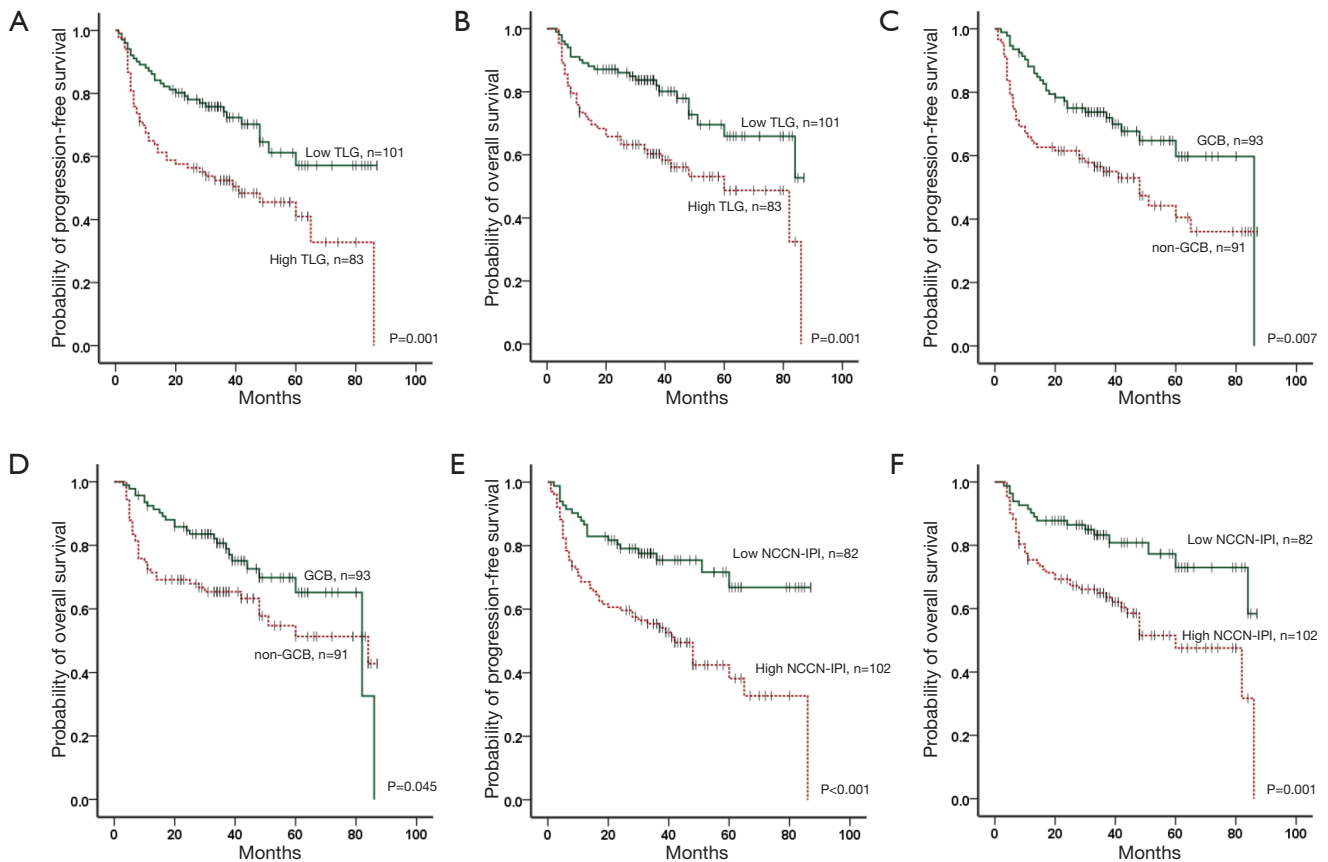 A
Probability of progression-free survival
1.0
0.8
0.6
0.4
0.2
0.0
Low TLG, n=101
High TLG, n=83
P=0.001
0 20 40 60 80 100
Months
B
Probability of overall survival
1.0
0.8
0.6
0.4
0.2
0.0
Low TLG, n=101
High TLG, n=83
P=0.001
0 20 40 60 80 100
Months
C
Probability of progression-free survival
1.0
0.8
0.6
0.4
0.2
0.0
GCB, n=93
non-GCB, n=91
P=0.007
0 20 40 60 80 100
Months
D
Probability of overall survival
1.0
0.8
0.6
0.4
0.2
0.0
GCB, n=93
non-GCB, n=91
P=0.045
0 20 40 60 80 100
Months
E
Probability of progression-free survival
1.0
0.8
0.6
0.4
0.2
0.0
Low NCCN-IPI, n=82
High NCCN-IPI, n=102
P<0.001
0 20 40 60 80 100
Months
F
Probability of overall survival
1.0
0.8
0.6
0.4
0.2
0.0
Low NCCN-IPI, n=82
High NCCN-IPI, n=102
P=0.001
0 20 40 60 80 100
Months